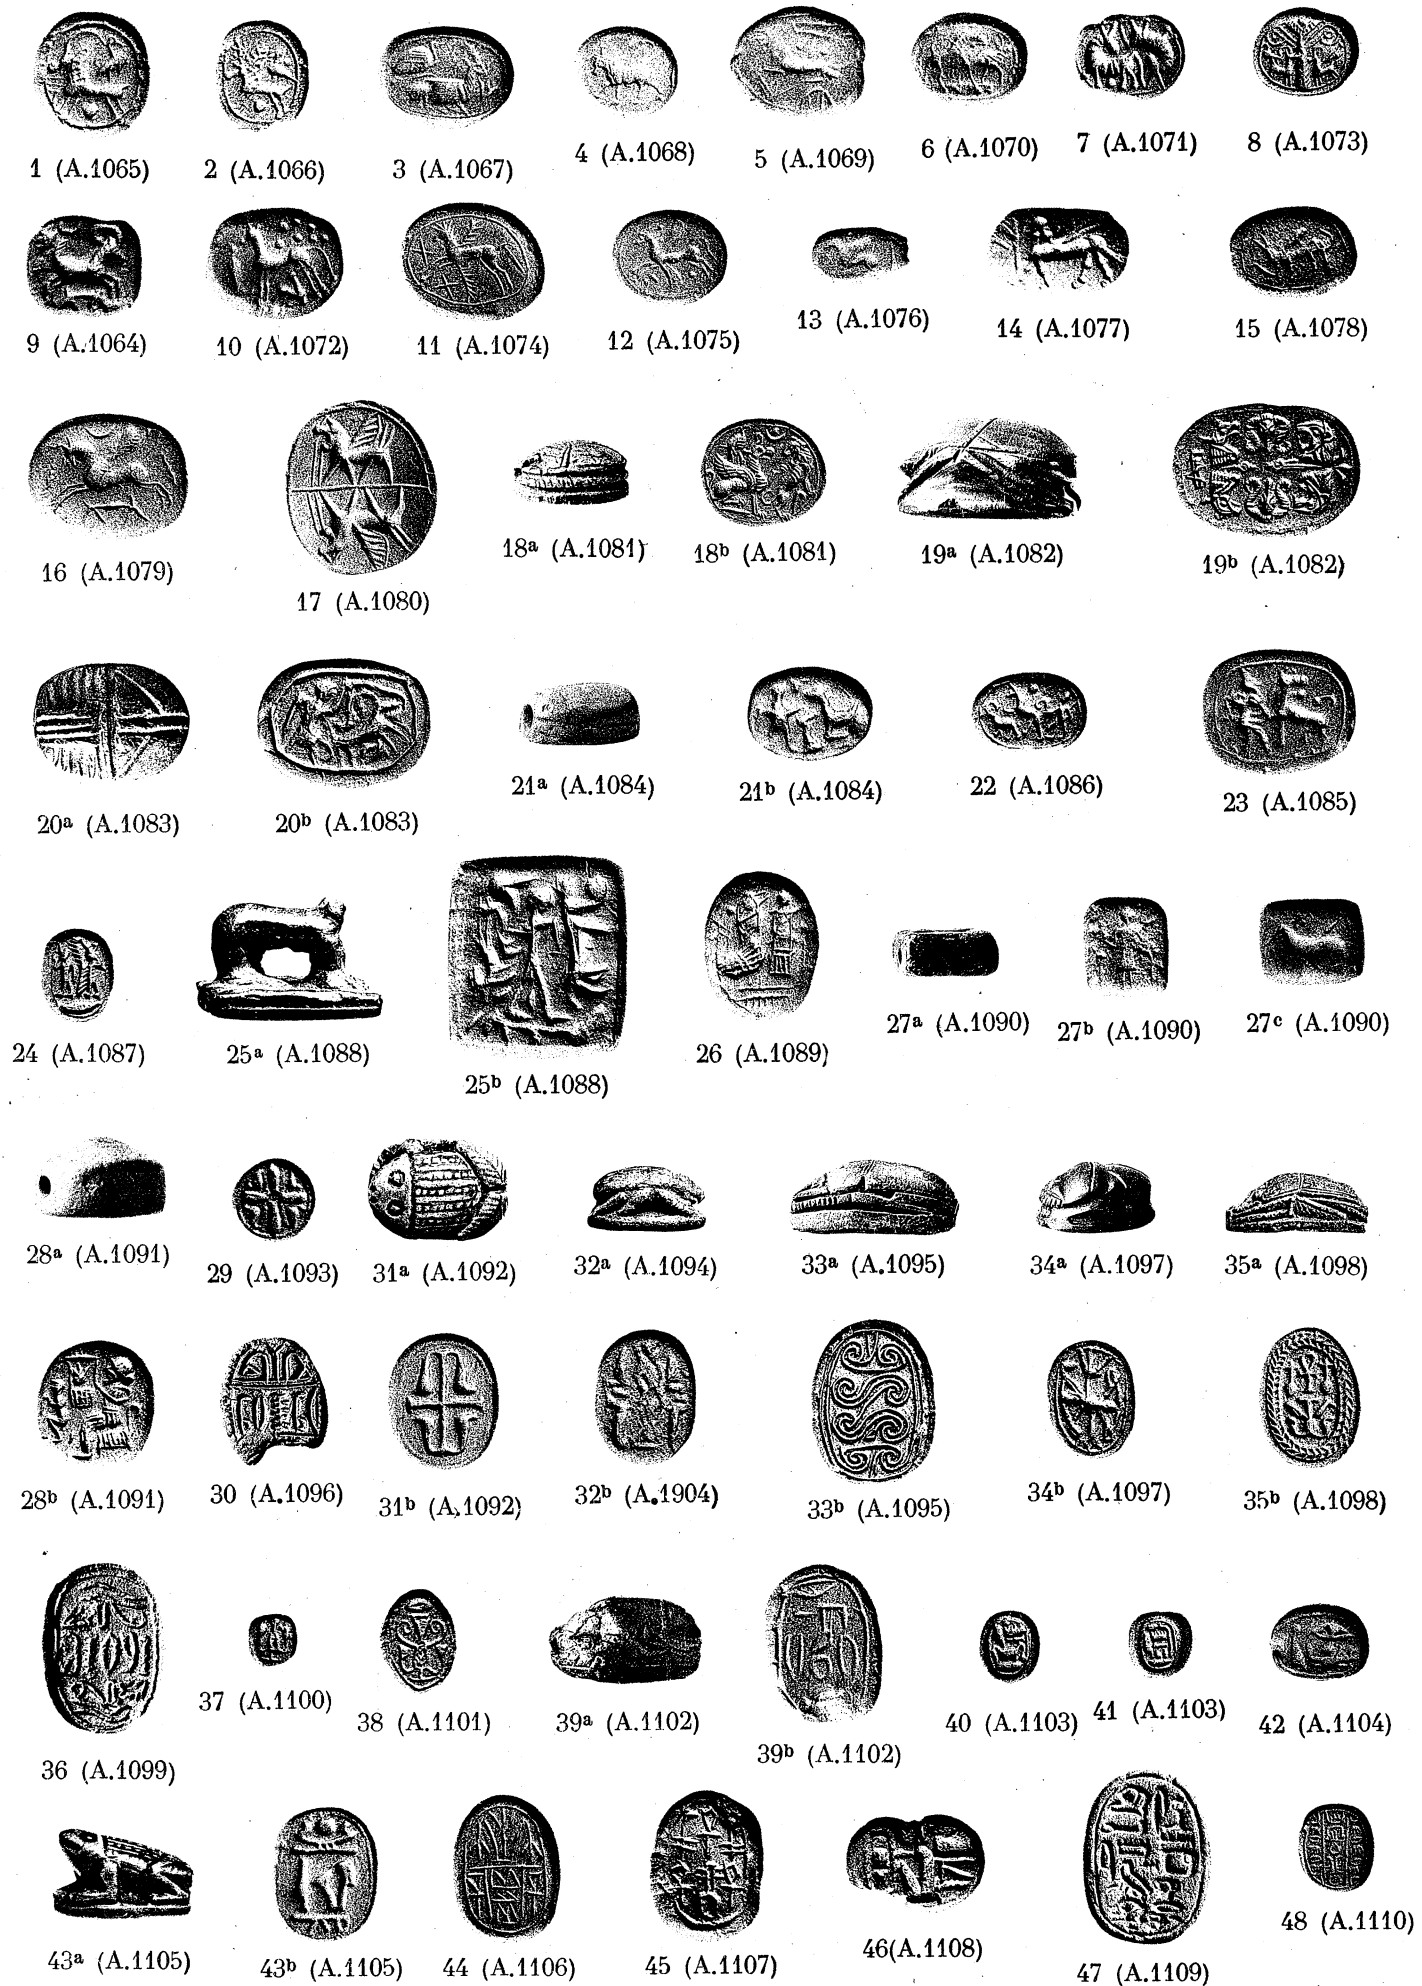 1 (A.1065) 2 (A.1066) 3 (A.1067) 4 (A.1068) 5 (A.1069) 6 (A.1070) 7 (A.1071) 8 (A.1073)
9 (A.1064) 10 (A.1072) 11 (A.1074) 12 (A.1075) 13 (A.1076) 14 (A.1077) 15 (A.1078)
16 (A.1079) 17 (A.1080) 18ᵃ (A.1081) 18ᵇ (A.1081) 19ᵃ (A.1082) 19ᵇ (A.1082)
20ᵃ (A.1083) 20ᵇ (A.1083) 21ᵃ (A.1084) 21ᵇ (A.1084) 22 (A.1086) 23 (A.1085)
24 (A.1087) 25ᵃ (A.1088) 25ᵇ (A.1088) 26 (A.1089) 27ᵃ (A.1090) 27ᵇ (A.1090) 27ᶜ (A.1090)
28ᵃ (A.1091) 29 (A.1093) 31ᵃ (A.1092) 32ᵃ (A.1094) 33ᵃ (A.1095) 34ᵃ (A.1097) 35ᵃ (A.1098)
28ᵇ (A.1091) 30 (A.1096) 31ᵇ (A.1092) 32ᵇ (A.1904) 33ᵇ (A.1095) 34ᵇ (A.1097) 35ᵇ (A.1098)
36 (A.1099) 37 (A.1100) 38 (A.1101) 39ᵃ (A.1102) 39ᵇ (A.1102) 40 (A.1103) 41 (A.1103) 42 (A.1104)
43ᵃ (A.1105) 43ᵇ (A.1105) 44 (A.1106) 45 (A.1107) 46(A.1108) 47 (A.1109) 48 (A.1110)